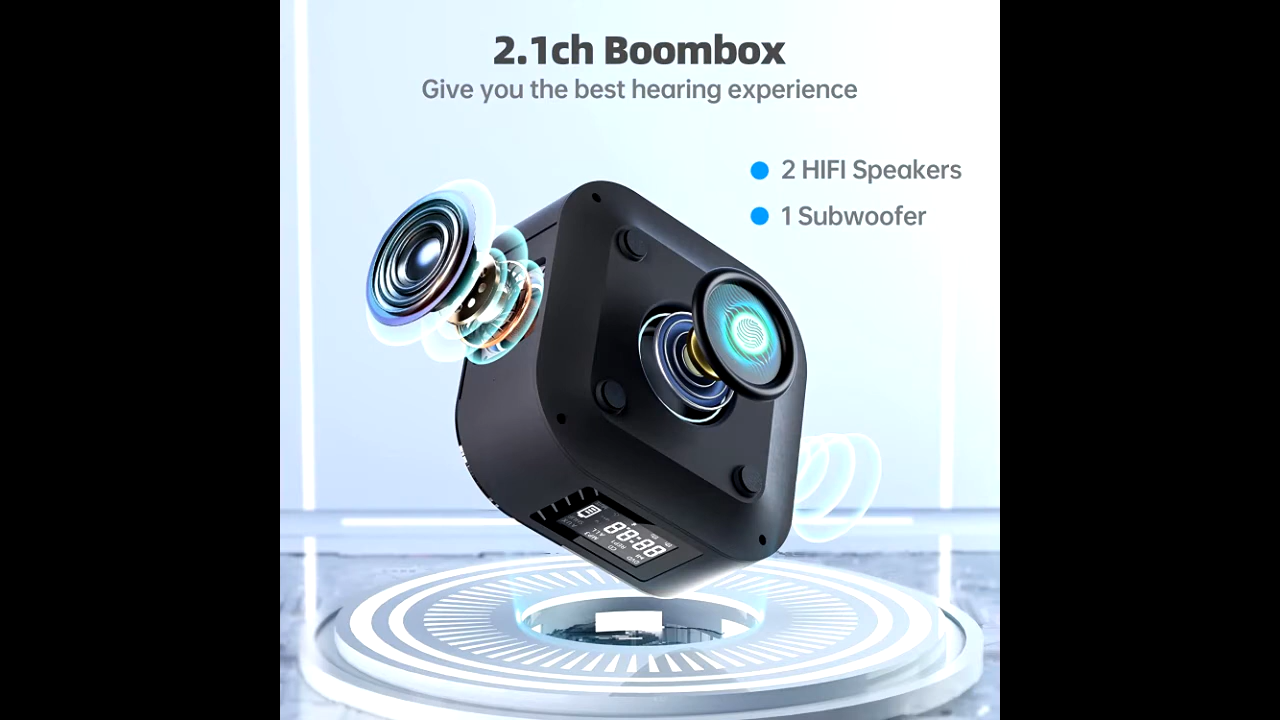 2.1ch Boombox
Give you the best hearing experience
2 HIFI Speakers
1 Subwoofer
88:88